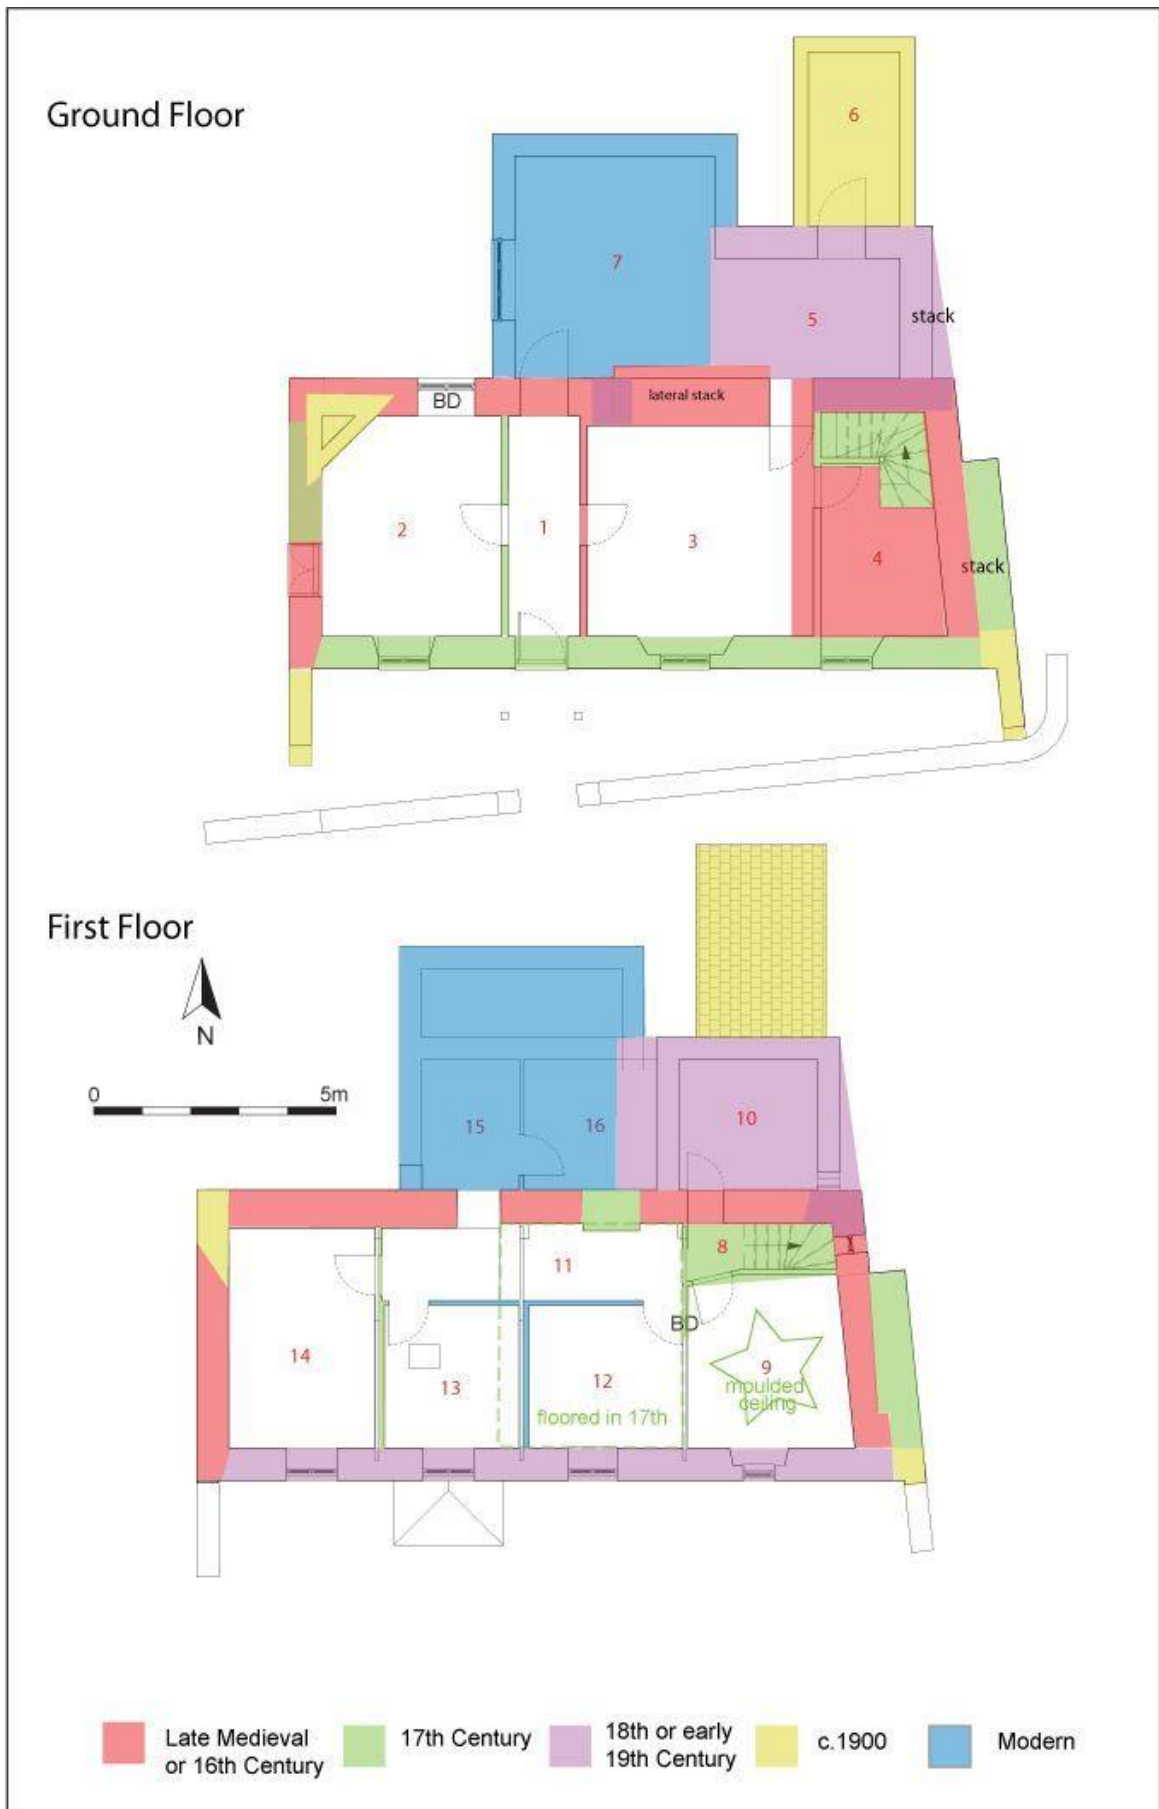 Ground Floor
6
7
5
stack
BD
lateral stack
2
1
3
4
stack
First Floor
N
0 5m
15
16
10
8
11
BD
14
13
12
9
moulded
ceiling
floored in 17th
Late Medieval
or 16th Century
17th Century
18th or early
19th Century
c.1900
Modern